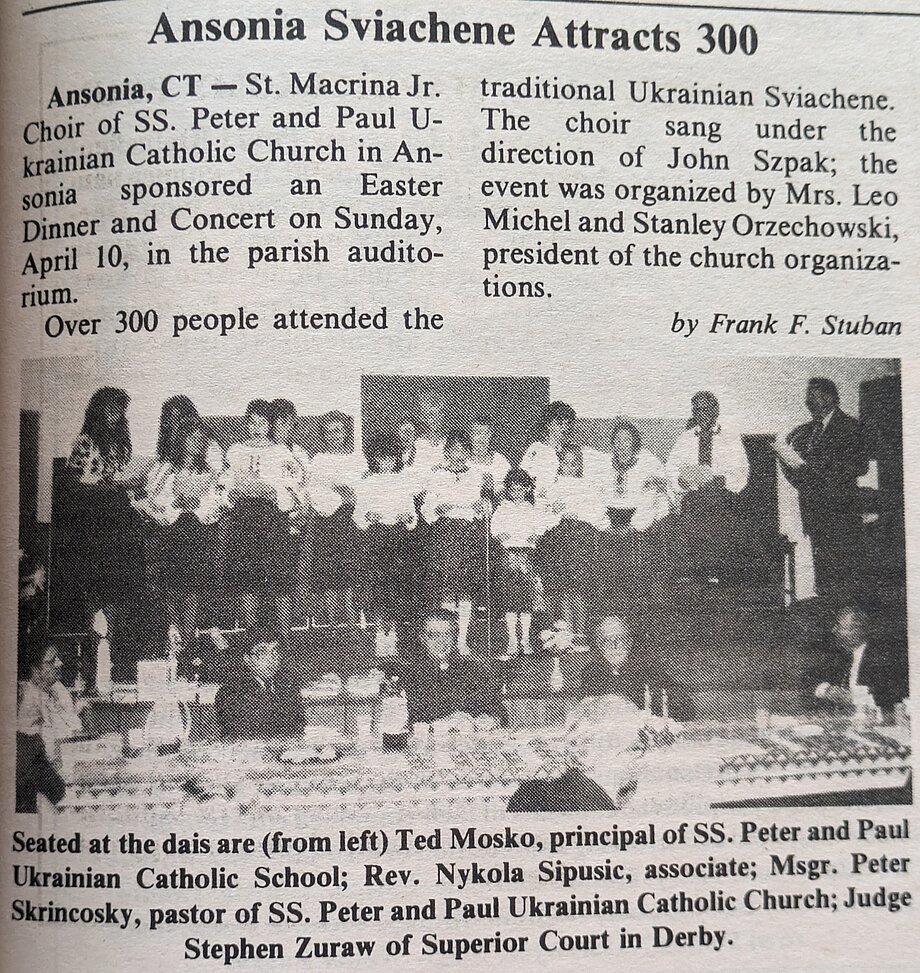 Ansonia Sviachene Attracts 300
Ansonia, CT — St. Macrina Jr.
Choir of SS. Peter and Paul U-
krainian Catholic Church in An-
sonia sponsored an Easter
Dinner and Concert on Sunday,
April 10, in the parish audito-
rium.
Over 300 people attended the
traditional Ukrainian Sviachene.
The choir sang under the
direction of John Szpak; the
event was organized by Mrs. Leo
Michel and Stanley Orzechowski,
president of the church organiza-
tions.
by Frank F. Stuban
Seated at the dais are (from left) Ted Mosko, principal of SS. Peter and Paul
Ukrainian Catholic School; Rev. Nykola Sipusic, associate; Msgr. Peter
Skrincosky, pastor of SS. Peter and Paul Ukrainian Catholic Church; Judge
Stephen Zuraw of Superior Court in Derby.